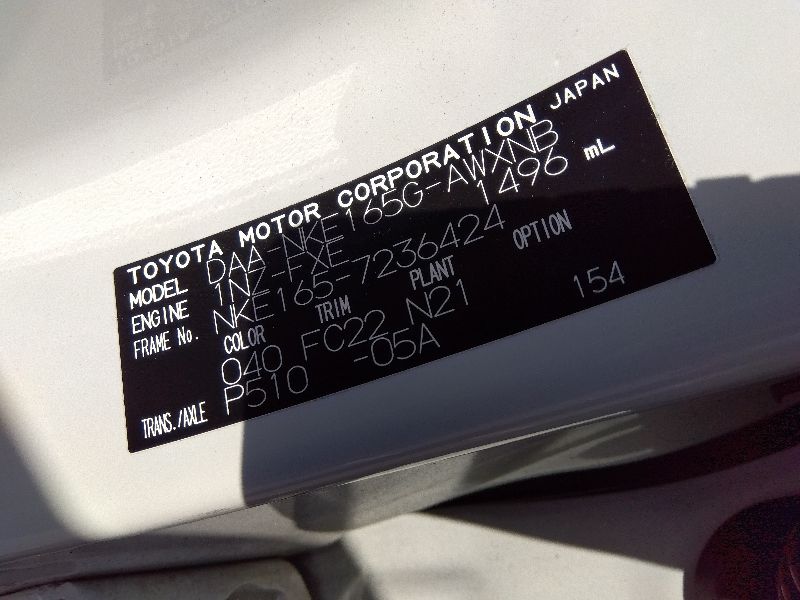 TOYOTA MOTOR CORPORATION JAPAN
MODEL DAA-NKE165G-AWXNB
ENGINE 1NZ-FXE 1496 mL
FRAME No. NKE165-7236424
COLOR TRIM PLANT OPTION
040 FC22 N21 154
TRANS./AXLE P510 -05A